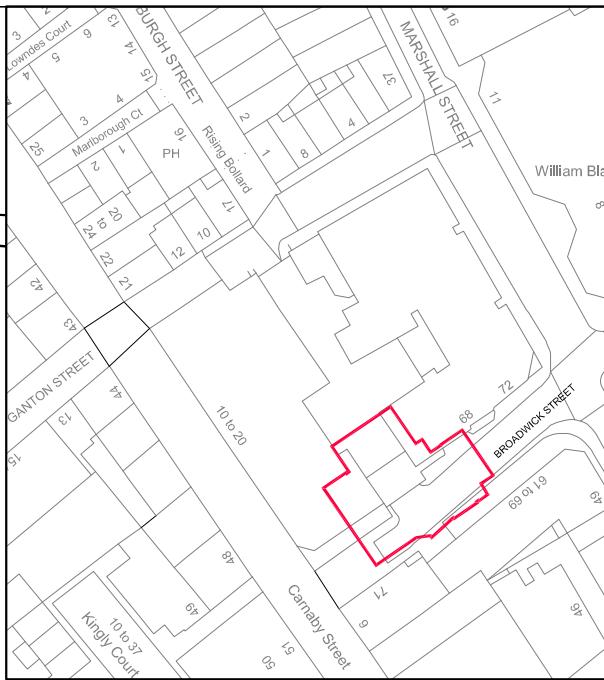 3
2
Lowndes Court
6
5
4
13
14
15
BURGH STREET
MARSHALL STREET
16
11
37
4
8
1
2
4
3
Marlborough Ct
1
2
25
PH
16
Rising Bollard
17
William Bla
8
20
to
24
22
21
12
10
42
43
GANTON STREET
44
13
15
10 to 20
72
68
BROADWICK STREET
61 to 69
49
48
49
Carnaby Street
71
6
46
10 to 37
Kingly Court
51
50